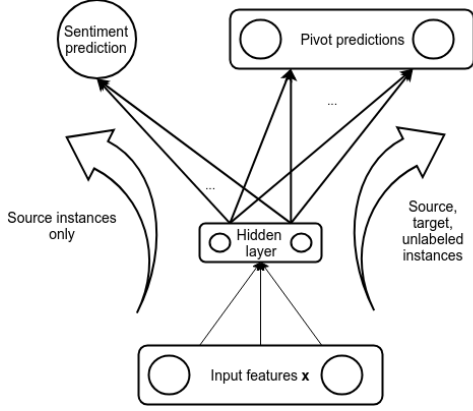 Sentiment
prediction
Pivot predictions
...
...
Source instances
only
Source,
target,
unlabeled
instances
Hidden
layer
Input features x